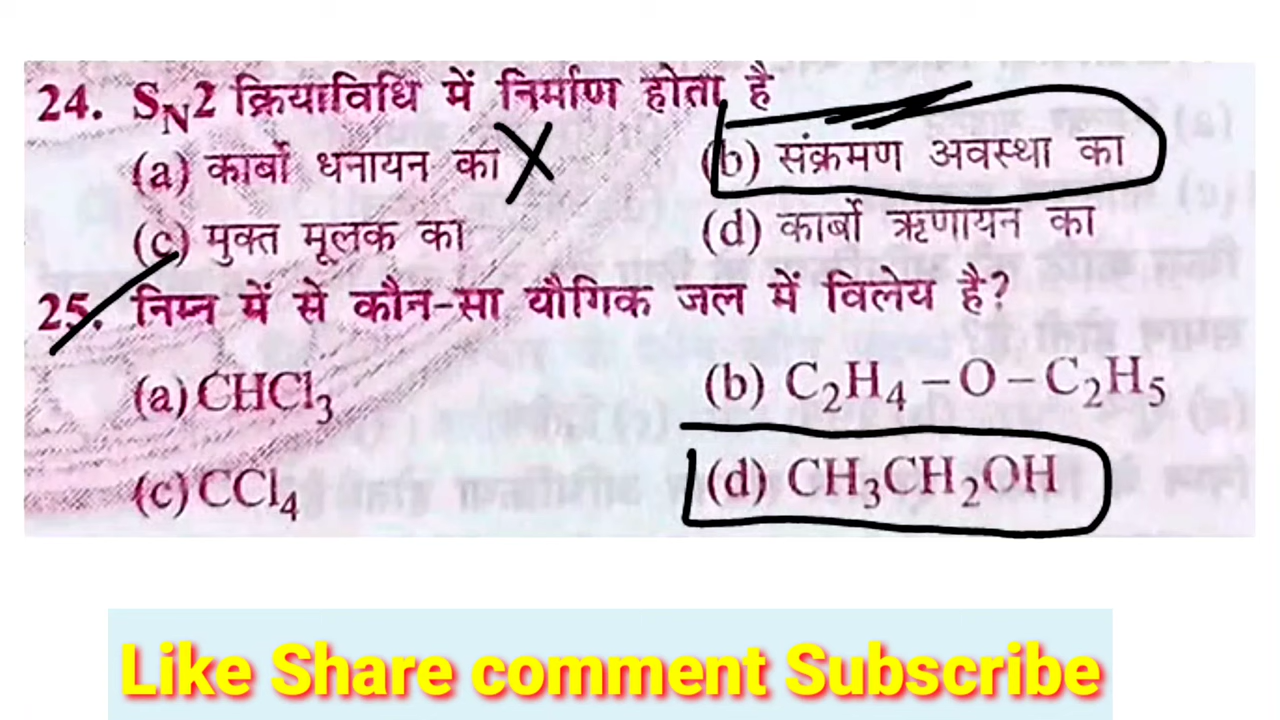 24. S_N2 क्रियाविधि में निर्माण होता है
(a) कार्बो धनायन का (b) संक्रमण अवस्था का
(c) मुक्त मूलक का (d) कार्बो ऋणायन का
25. निम्न में से कौन-सा यौगिक जल में विलेय है?
(a) CHCl₃ (b) C₂H₄ – O – C₂H₅
(c) CCl₄ (d) CH₃CH₂OH
Like Share comment Subscribe